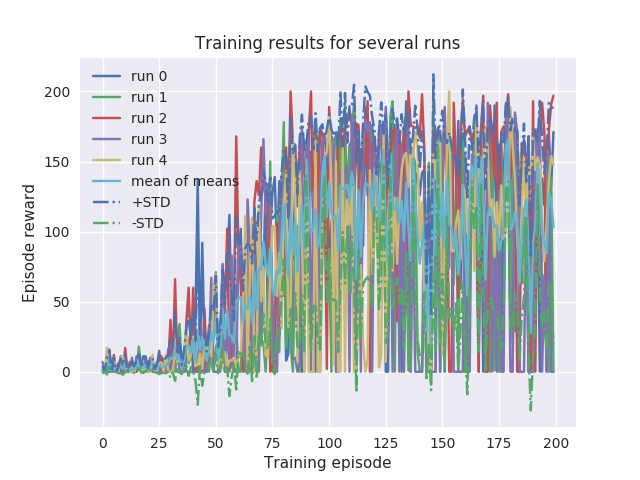 Training results for several runs
run 0
run 1
run 2
run 3
run 4
mean of means
+STD
-STD
Episode reward
200
150
100
50
0
0
25
50
75
100
125
150
175
200
Training episode